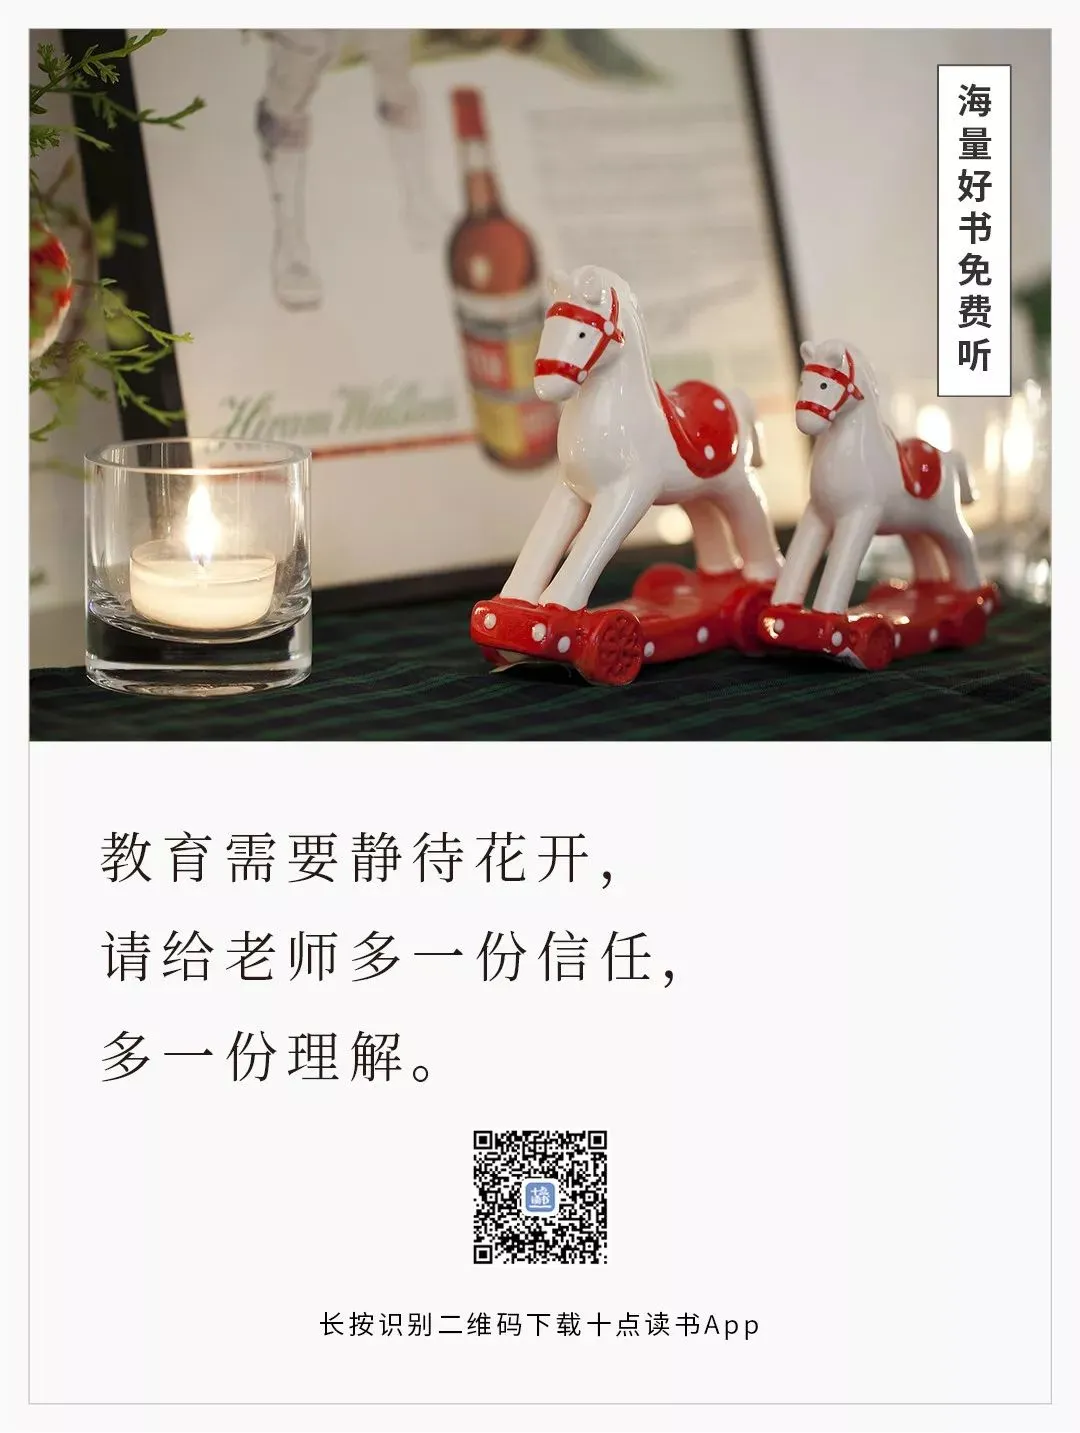 海量好书免费听
Hiram Walker
教育需要静待花开，
请给老师多一份信任，
多一份理解。
长按识别二维码下载十点读书App